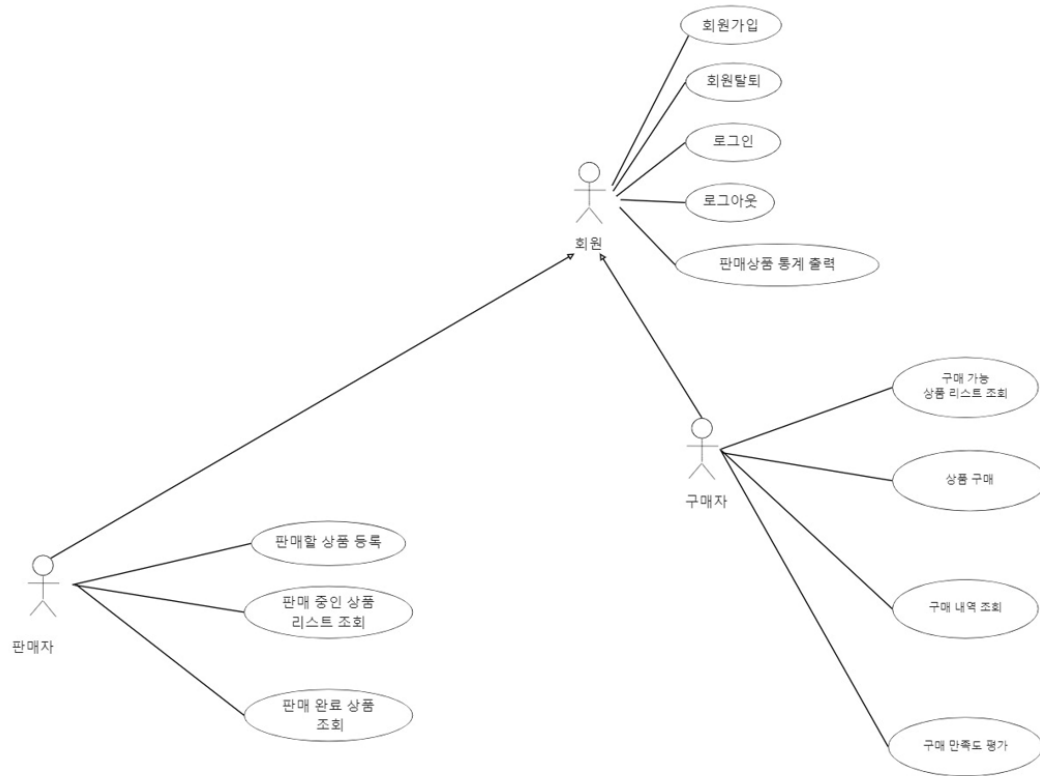 회원가입
회원탈퇴
로그인
로그아웃
회원
판매상품 통계 출력
구매 가능
상품 리스트 조회
상품 구매
구매자
판매할 상품 등록
판매 중인 상품
리스트 조회
구매 내역 조회
판매자
판매 완료 상품
조회
구매 만족도 평가